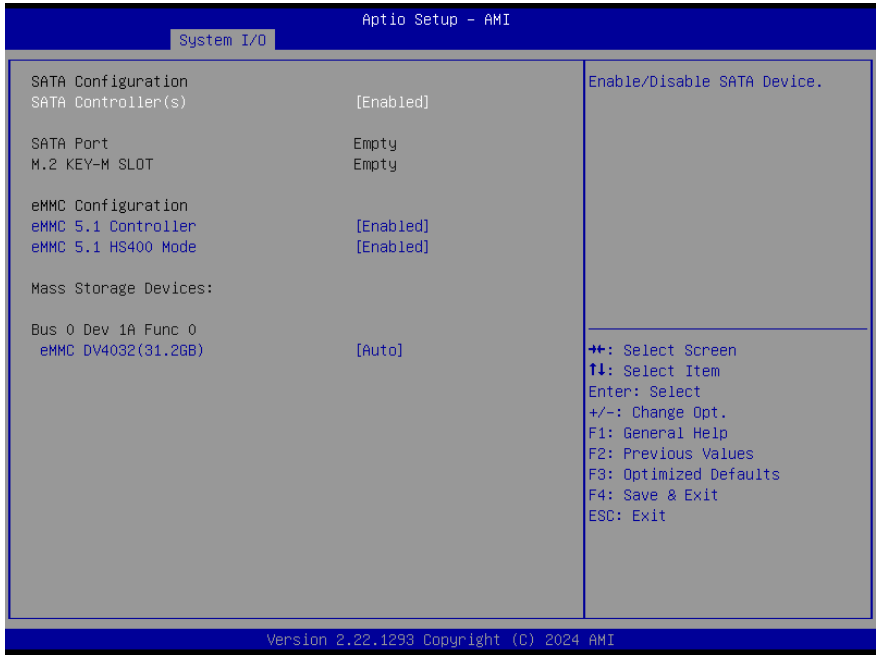 Aptio Setup – AMI
System I/O
SATA Configuration
SATA Controller(s) [Enabled]
SATA Port Empty
M.2 KEY-M SLOT Empty
eMMC Configuration
eMMC 5.1 Controller [Enabled]
eMMC 5.1 HS400 Mode [Enabled]
Mass Storage Devices:
Bus 0 Dev 1A Func 0
eMMC DV4032(31.2GB) [Auto]
Enable/Disable SATA Device.
→←: Select Screen
↑↓: Select Item
Enter: Select
+/-: Change Opt.
F1: General Help
F2: Previous Values
F3: Optimized Defaults
F4: Save & Exit
ESC: Exit
Version 2.22.1293 Copyright (C) 2024 AMI